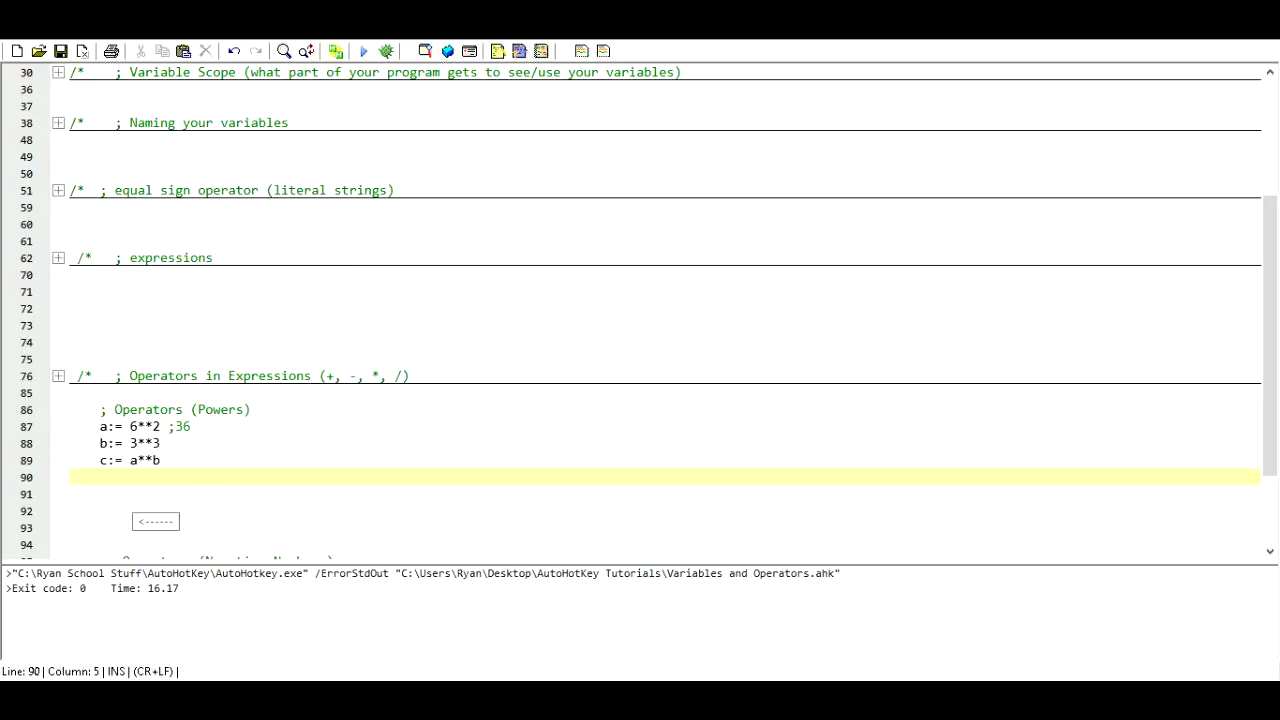 30 /* ; Variable Scope (what part of your program gets to see/use your variables)
36
37
38 /* ; Naming your variables
48
49
50
51 /* ; equal sign operator (literal strings)
59
60
61
62 /* ; expressions
70
71
72
73
74
75
76 /* ; Operators in Expressions (+, -, *, /)
85
86 ; Operators (Powers)
87 a:= 6**2 ;36
88 b:= 3**3
89 c:= a**b
90
91
92
<------
93
94
>"C:\Ryan School Stuff\AutoHotKey\AutoHotkey.exe" /ErrorStdOut "C:\Users\Ryan\Desktop\AutoHotKey Tutorials\Variables and Operators.ahk"
>Exit code: 0 Time: 16.17
Line: 90 | Column: 5 | INS | (CR+LF) |